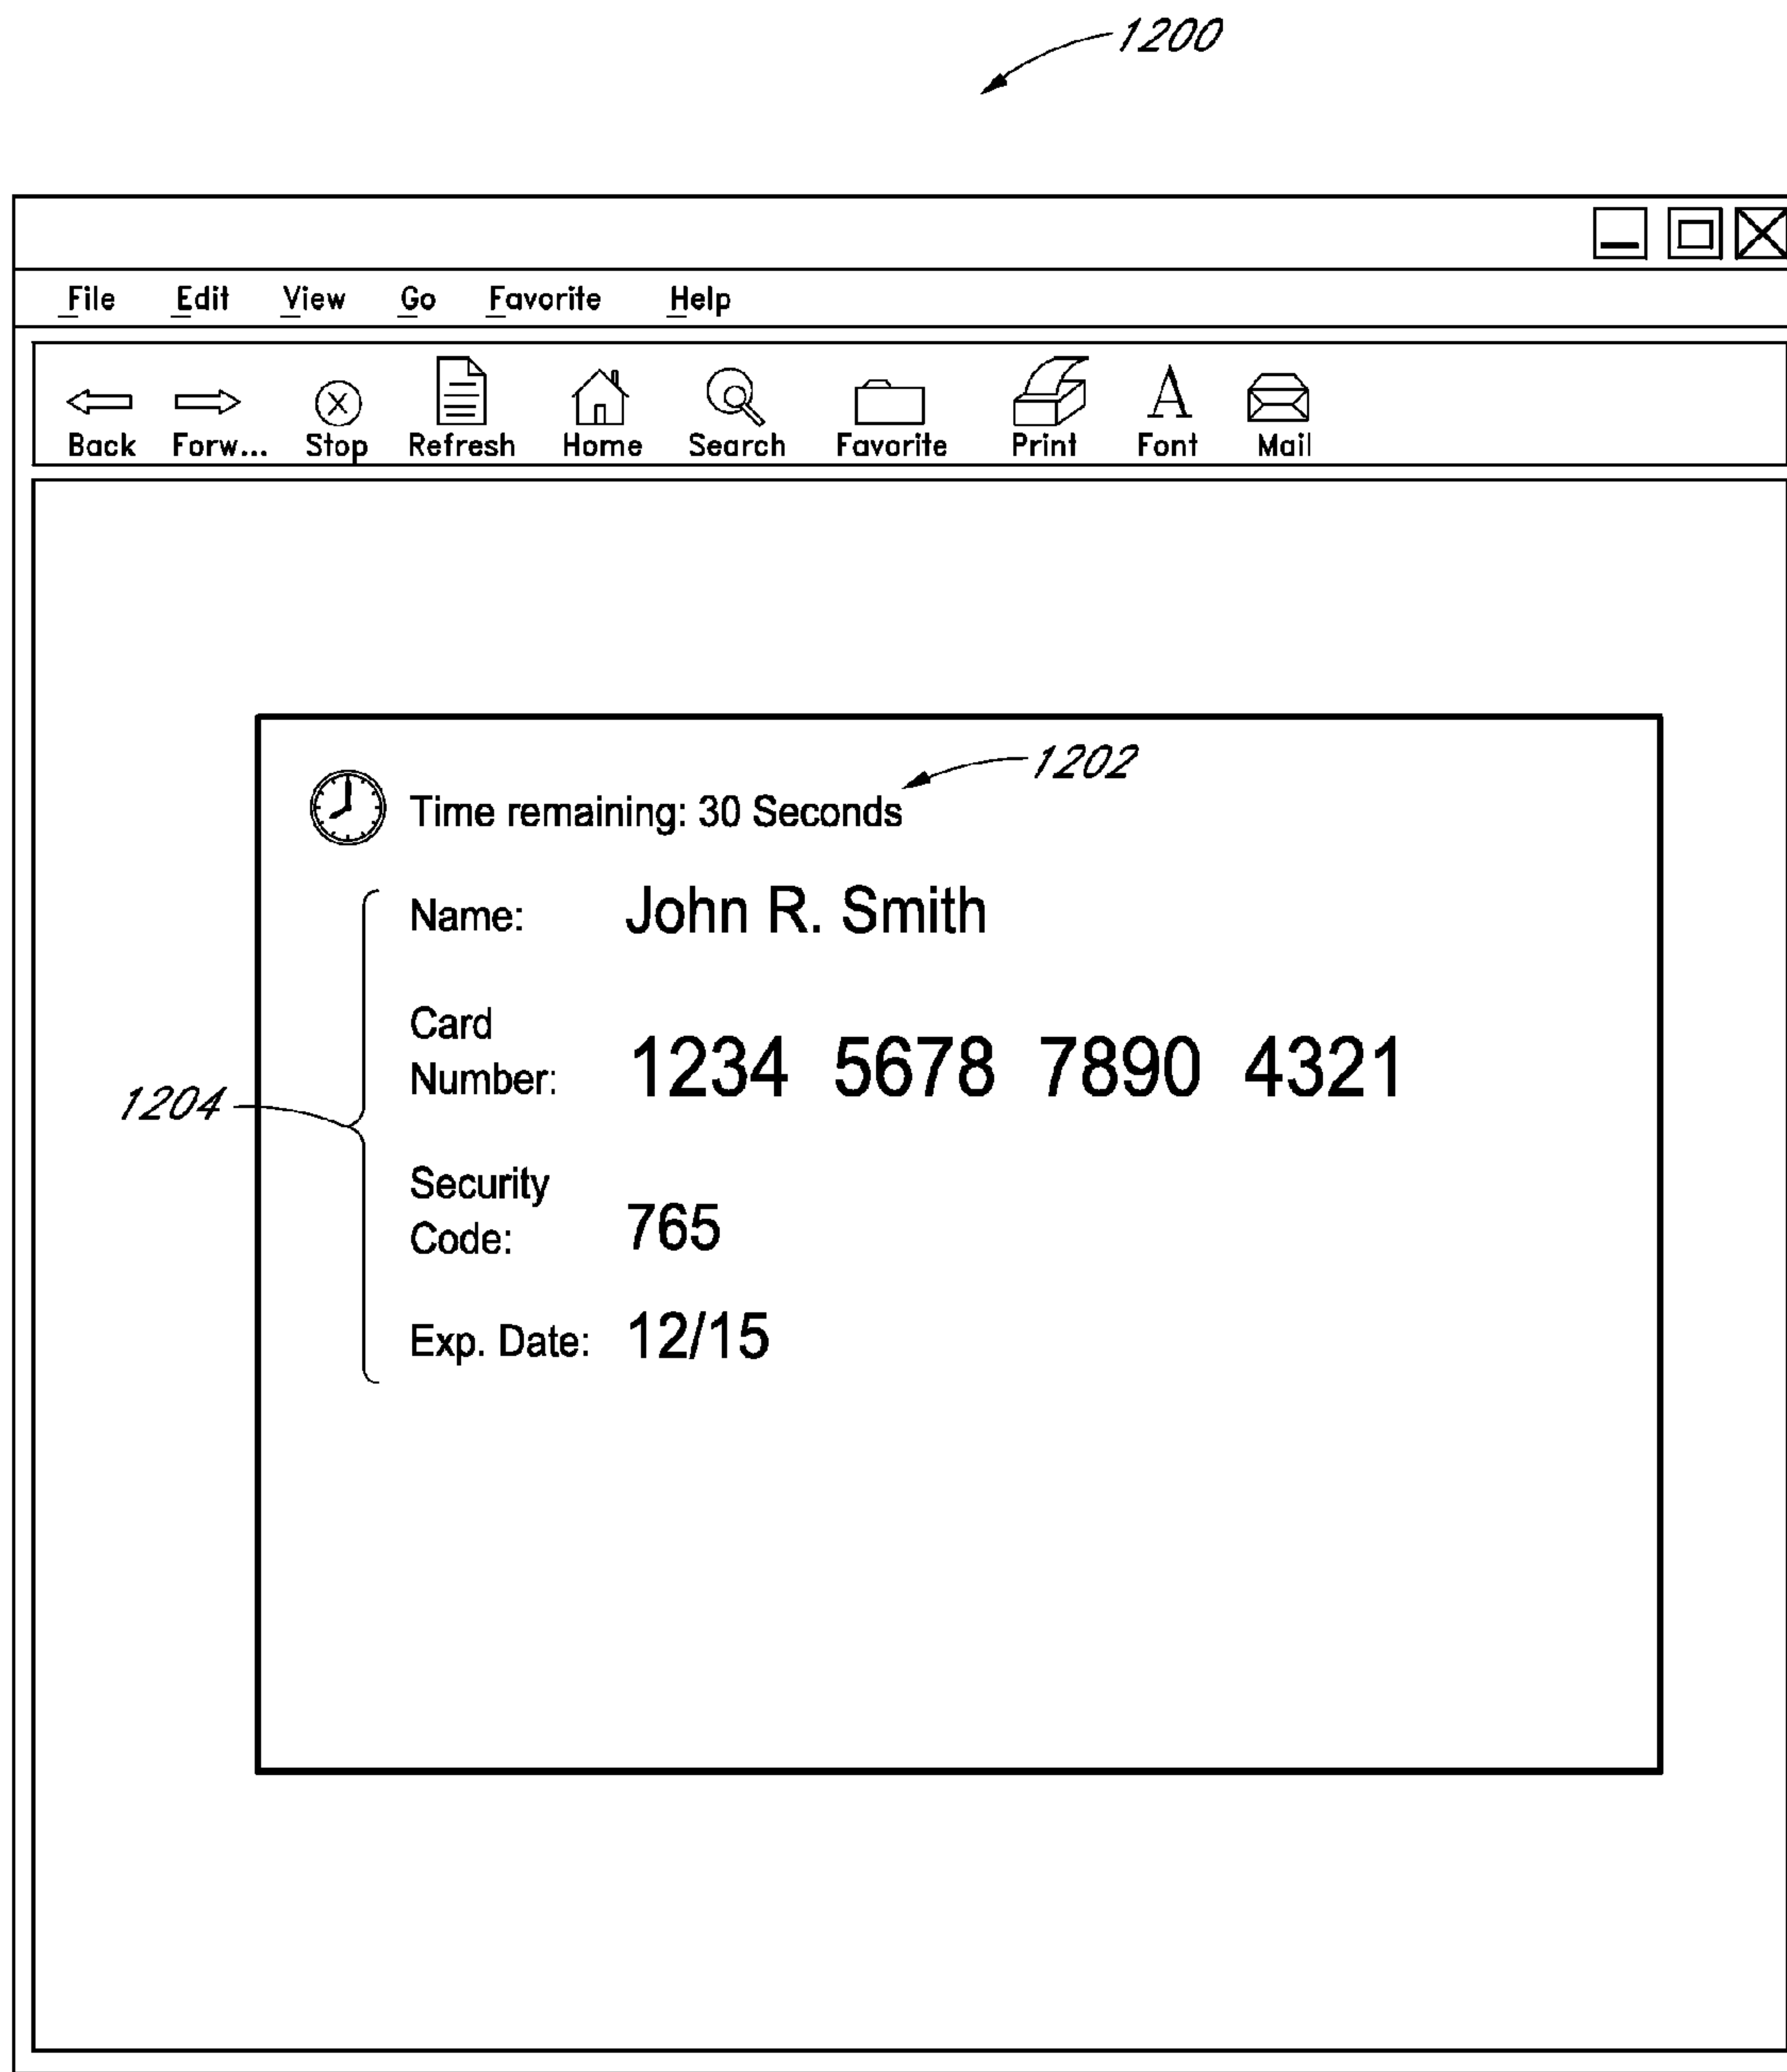 1200
File Edit View Go Favorite Help
Back Forw... Stop Refresh Home Search Favorite Print Font Mail
1202
Time remaining: 30 Seconds
Name: John R. Smith
Card
Number: 1234 5678 7890 4321
1204
Security
Code: 765
Exp. Date: 12/15